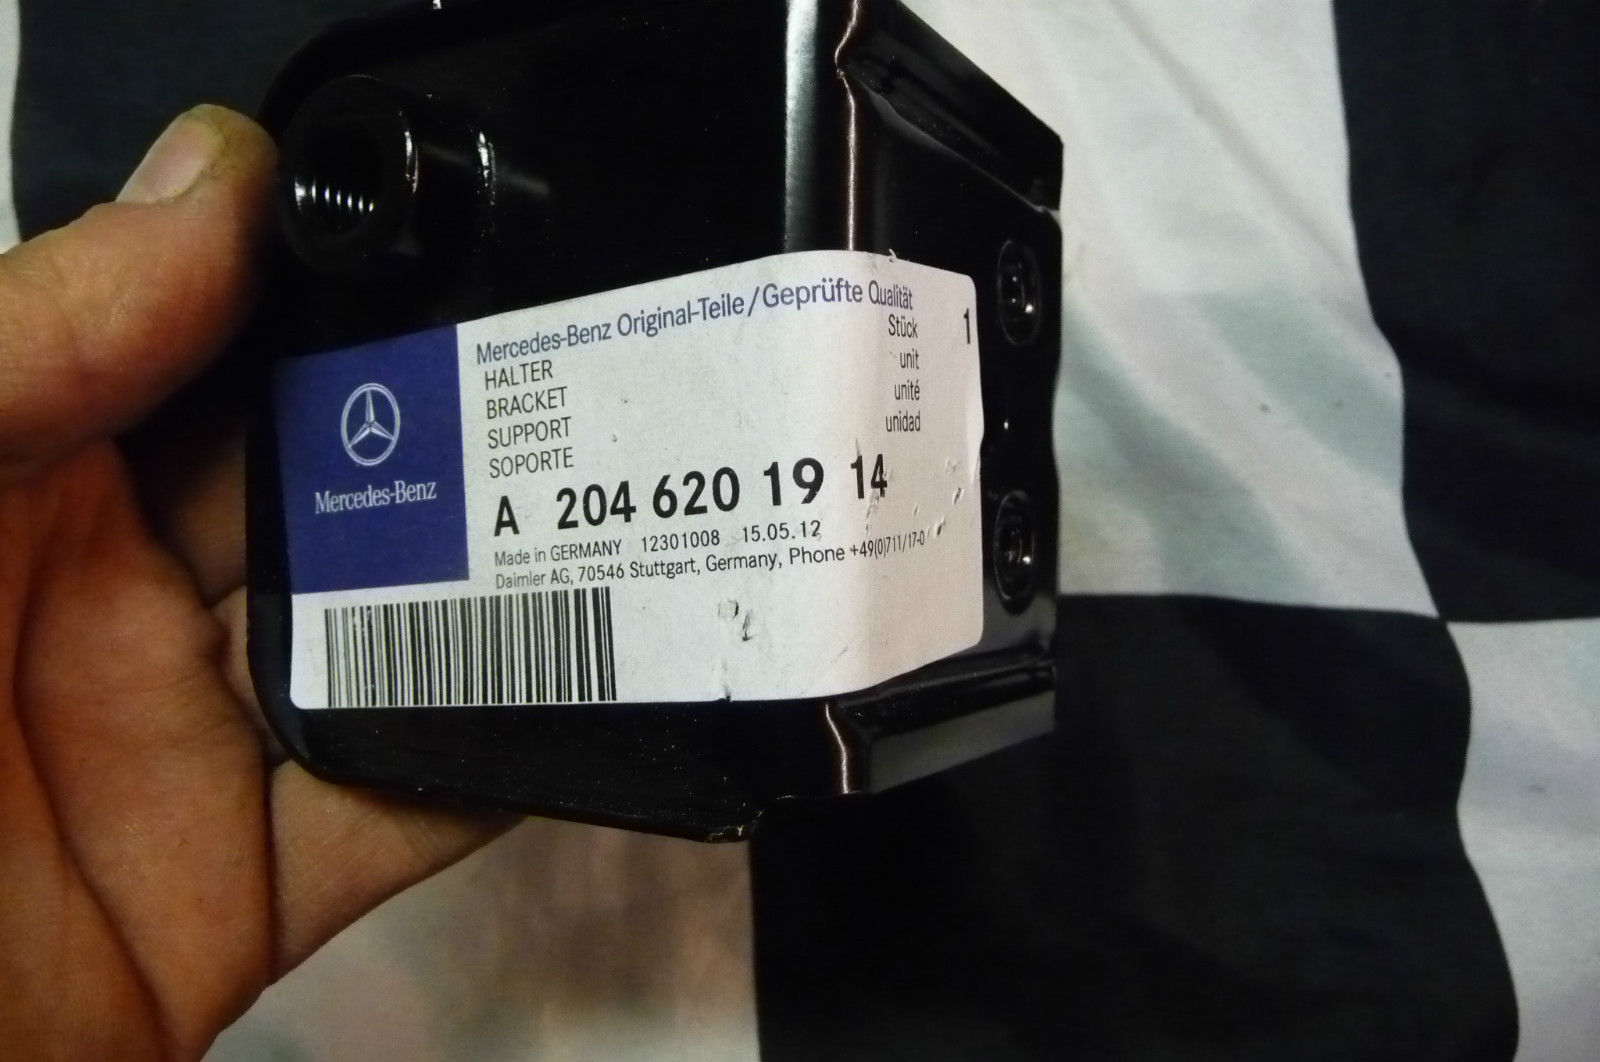 Mercedes-Benz Original-Teile/Geprüfte Qualität
HALTER
BRACKET
SUPPORT
SOPORTE
Stück 1
unit
unité
unidad
Mercedes-Benz
A 204 620 19 14
Made in GERMANY 12301008 15.05.12
Daimler AG, 70546 Stuttgart, Germany, Phone +49(0)711/17-0